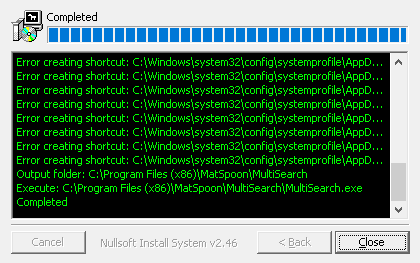 Completed
Error creating shortcut: C:\Windows\system32\config\systemprofile\AppD...
Error creating shortcut: C:\Windows\system32\config\systemprofile\AppD...
Error creating shortcut: C:\Windows\system32\config\systemprofile\AppD...
Error creating shortcut: C:\Windows\system32\config\systemprofile\AppD...
Error creating shortcut: C:\Windows\system32\config\systemprofile\AppD...
Error creating shortcut: C:\Windows\system32\config\systemprofile\AppD...
Error creating shortcut: C:\Windows\system32\config\systemprofile\AppD...
Error creating shortcut: C:\Windows\system32\config\systemprofile\AppD...
Output folder: C:\Program Files (x86)\MatSpoon\MultiSearch
Execute: C:\Program Files (x86)\MatSpoon\MultiSearch\MultiSearch.exe
Completed
Cancel Nullsoft Install System v2.46 < Back Close